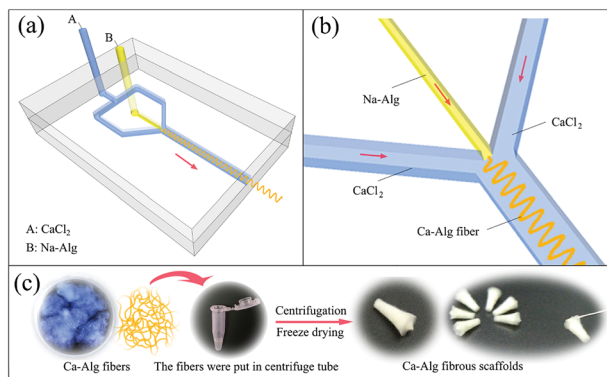 (a)
A
B
A: CaCl₂
B: Na-Alg
(b)
Na-Alg
CaCl₂
CaCl₂
Ca-Alg fiber
(c)
Centrifugation
Freeze drying
Ca-Alg fibers
The fibers were put in centrifuge tube
Ca-Alg fibrous scaffolds